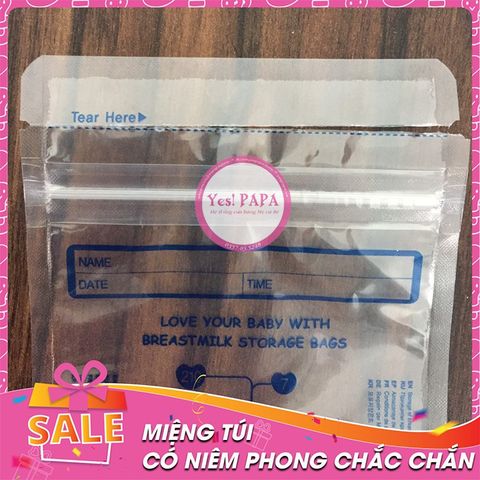 Tear Here▶
Yes! PAPA
NAME
DATE TIME
LOVE YOUR BABY WITH
BREASTMILK STORAGE BAGS
7
SALE
MIỆNG TÚI
CÓ NIÊM PHONG CHẮC CHẮN